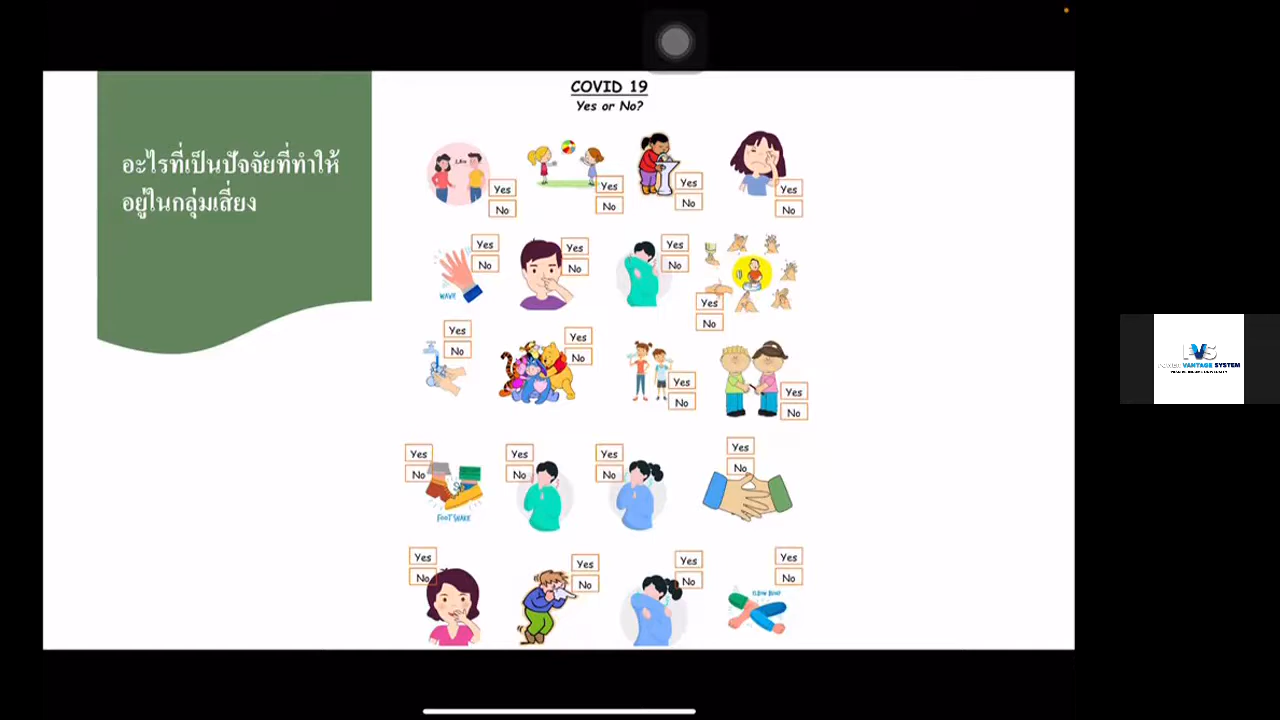 COVID 19
Yes or No?
อะไรที่เป็นปัจจัยที่ทำให้
อยู่ในกลุ่มเสี่ยง
Yes
No
Yes
No
Yes
No
Yes
No
WAVE
Yes
No
Yes
No
Yes
No
Yes
No
Yes
No
Yes
No
Yes
No
Yes
No
Yes
No
FOOT SHAKE
Yes
No
Yes
No
Yes
No
Yes
No
Yes
No
Yes
No
Yes
No
ELBOW BUMP
PVS
POWER VANTAGE SYSTEM